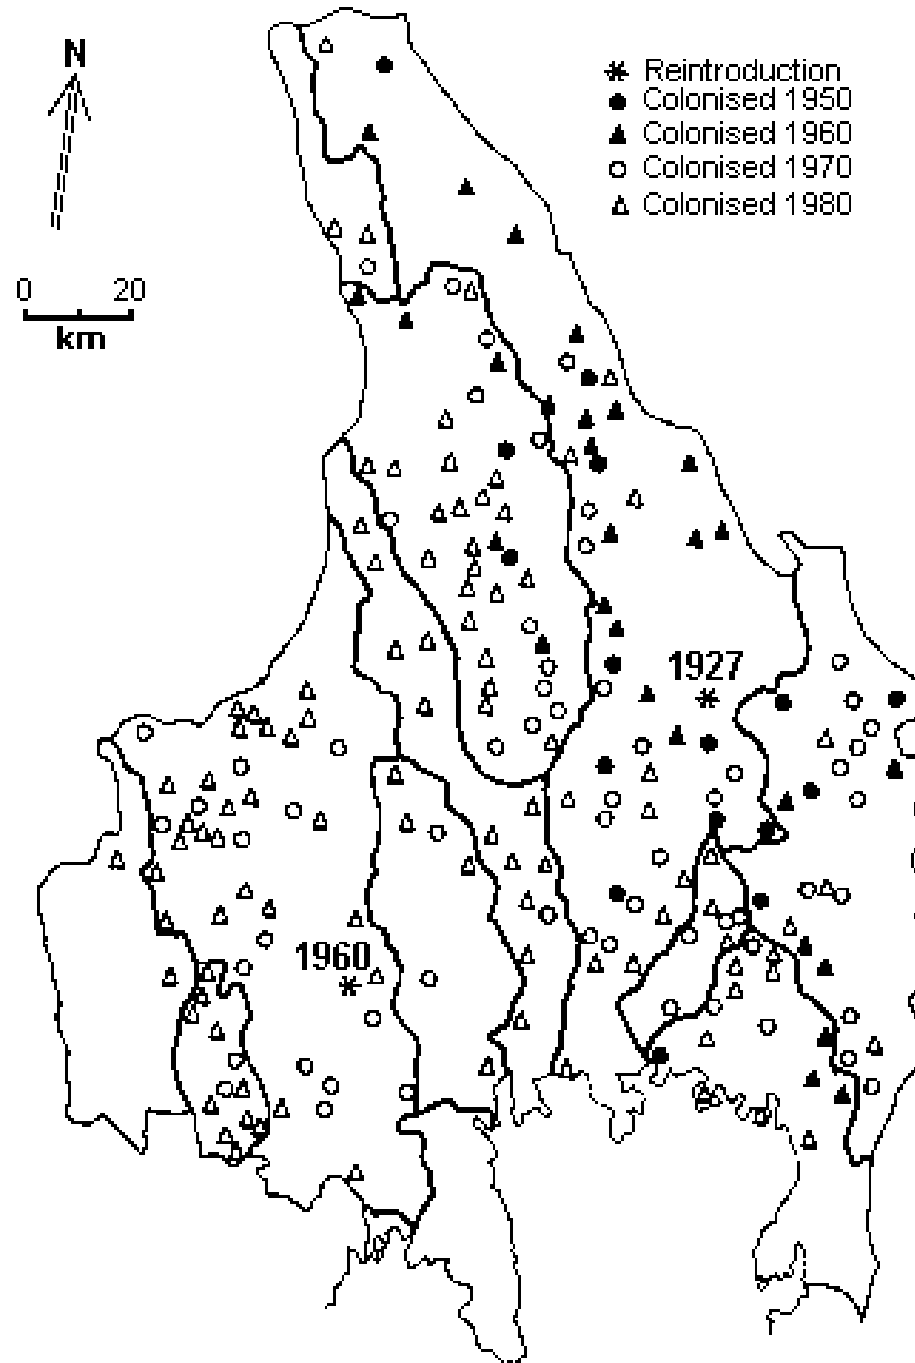 N
* Reintroduction
● Colonised 1950
▲ Colonised 1960
○ Colonised 1970
△ Colonised 1980
0 20
km
1927
1960